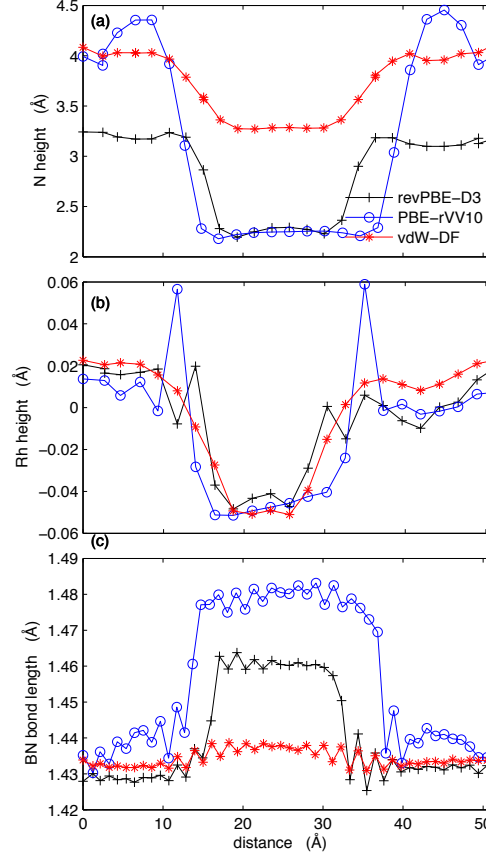 (a)
4.5
4
3.5
3
2.5
2
N height (Å)
revPBE−D3
PBE−rVV10
vdW−DF
(b)
0.06
0.04
0.02
0
−0.02
−0.04
−0.06
Rh height (Å)
(c)
1.49
1.48
1.47
1.46
1.45
1.44
1.43
1.42
BN bond length (Å)
0 10 20 30 40 50
distance (Å)